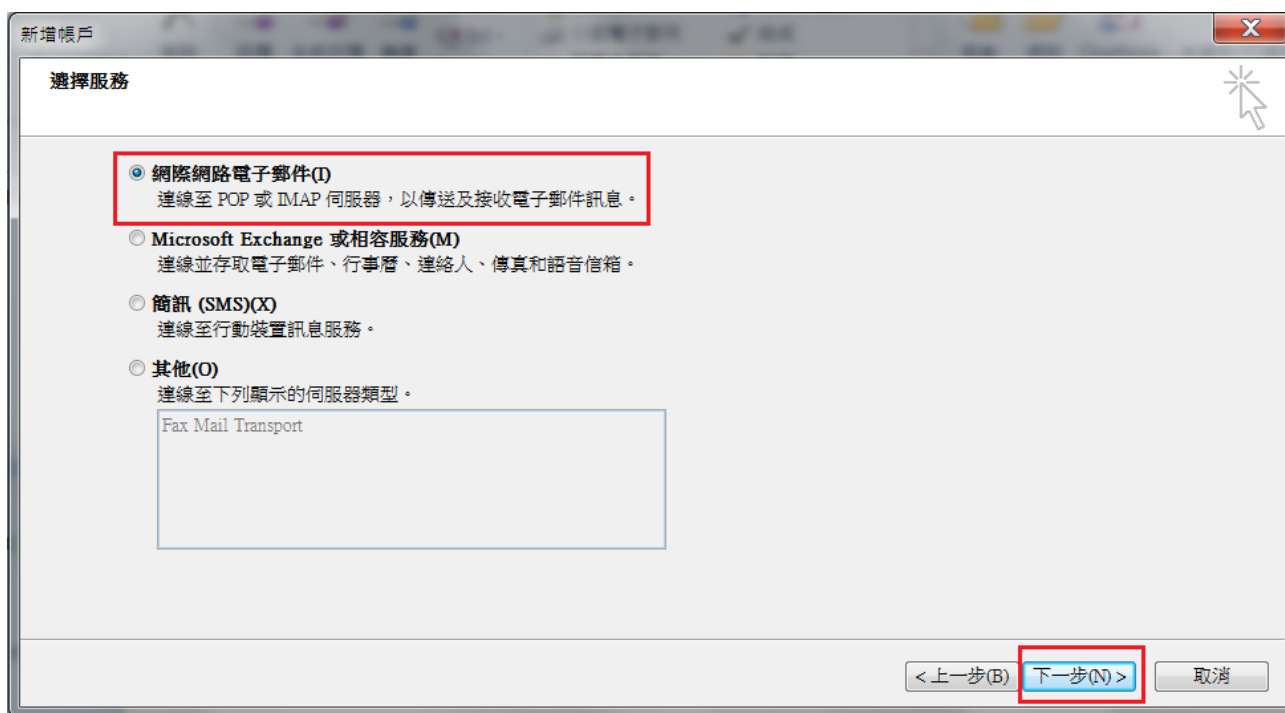 新增帳戶
選擇服務
網際網路電子郵件(I)
連線至 POP 或 IMAP 伺服器，以傳送及接收電子郵件訊息。
Microsoft Exchange 或相容服務(M)
連線並存取電子郵件、行事曆、連絡人、傳真和語音信箱。
簡訊 (SMS)(X)
連線至行動裝置訊息服務。
其他(O)
連線至下列顯示的伺服器類型。
Fax Mail Transport
< 上一步(B) 下一步(N) > 取消